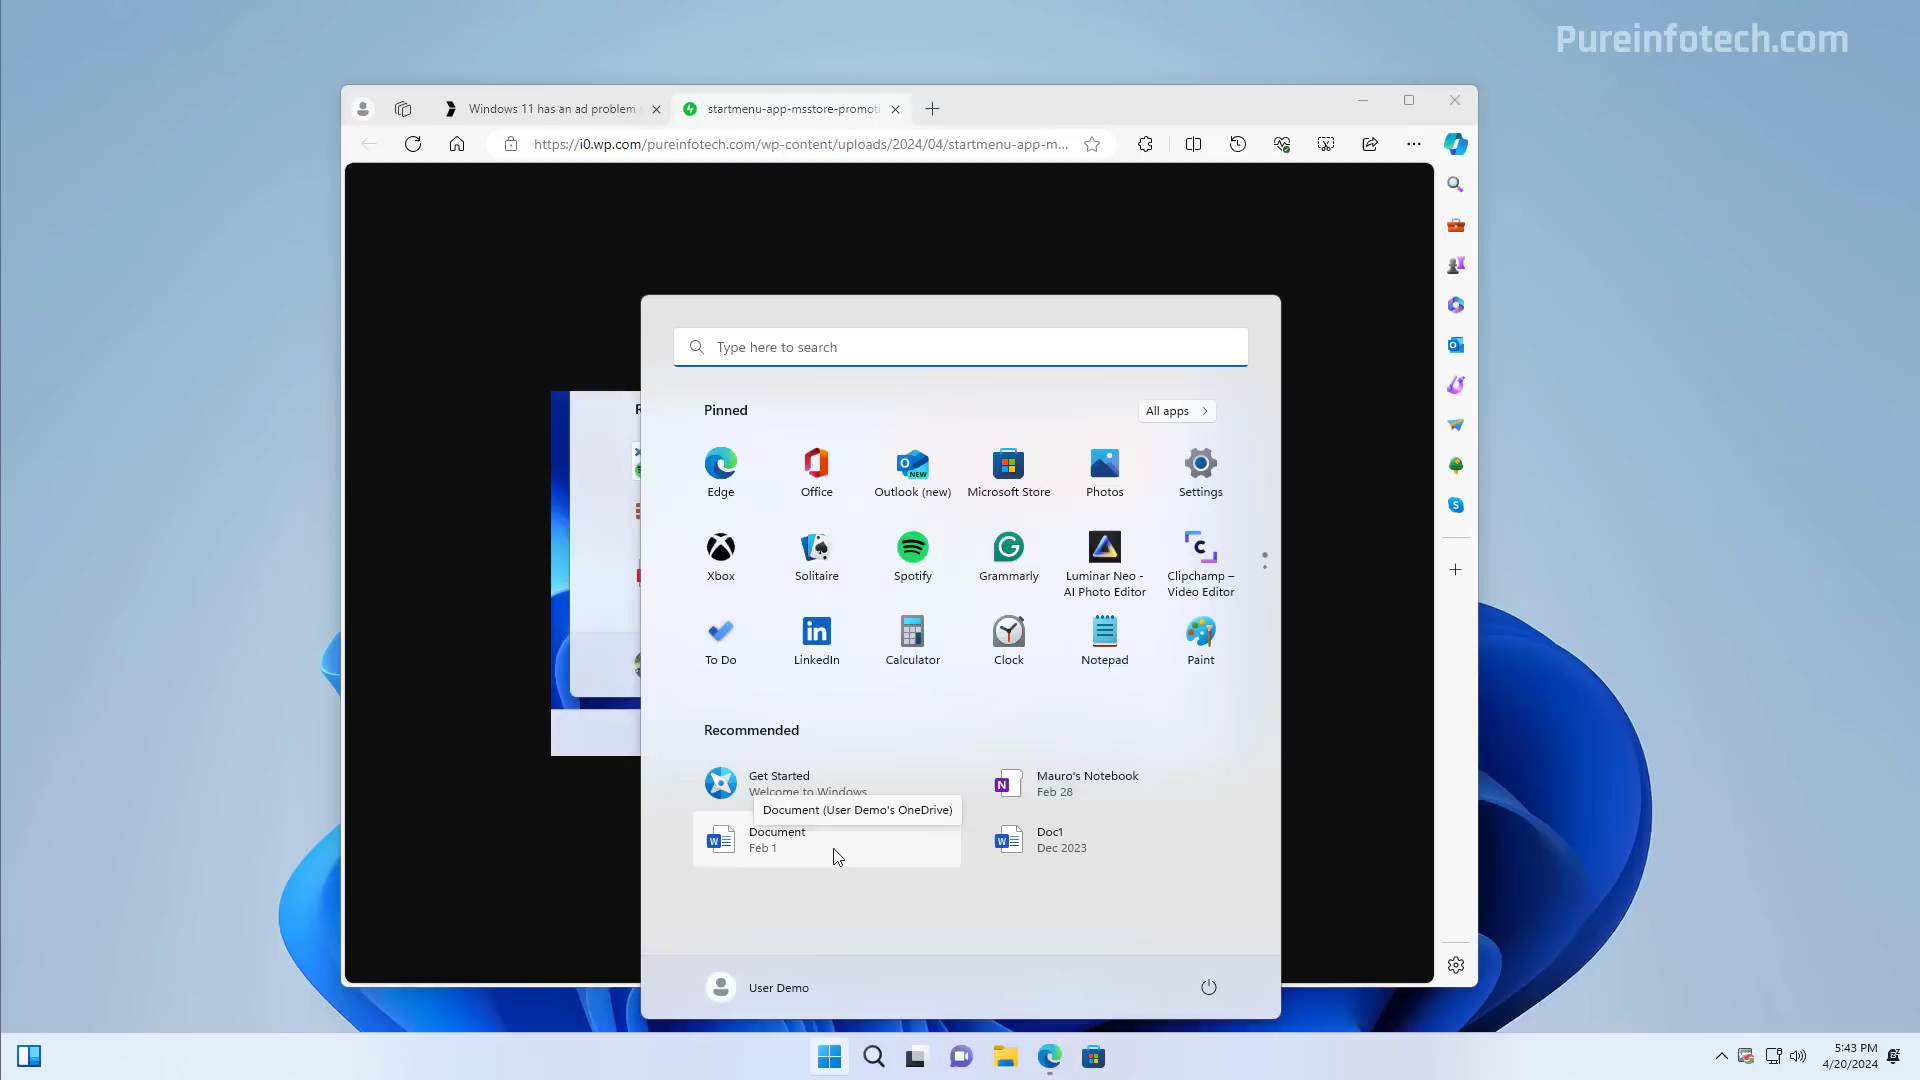 Pureinfotech.com
Windows 11 has an ad problem
startmenu-app-msstore-promoti
https://i0.wp.com/pureinfotech.com/wp-content/uploads/2024/04/startmenu-app-m...
Type here to search
Pinned
All apps
Edge
Office
Outlook (new)
Microsoft Store
Photos
Settings
Xbox
Solitaire
Spotify
Grammarly
Luminar Neo -
AI Photo Editor
Clipchamp –
Video Editor
To Do
LinkedIn
Calculator
Clock
Notepad
Paint
Recommended
Get Started
Welcome to Windows
Mauro's Notebook
Feb 28
Document (User Demo's OneDrive)
Document
Feb 1
Doc1
Dec 2023
User Demo
5:43 PM
4/20/2024